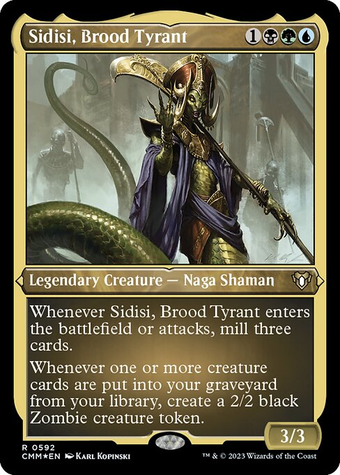 Sidisi, Brood Tyrant 1
Legendary Creature — Naga Shaman
Whenever Sidisi, Brood Tyrant enters
the battlefield or attacks, mill three
cards.
Whenever one or more creature
cards are put into your graveyard
from your library, create a 2/2 black
Zombie creature token.
3/3
R 0592
CMM★EN Karl Kopinski
™ & © 2023 Wizards of the Coast